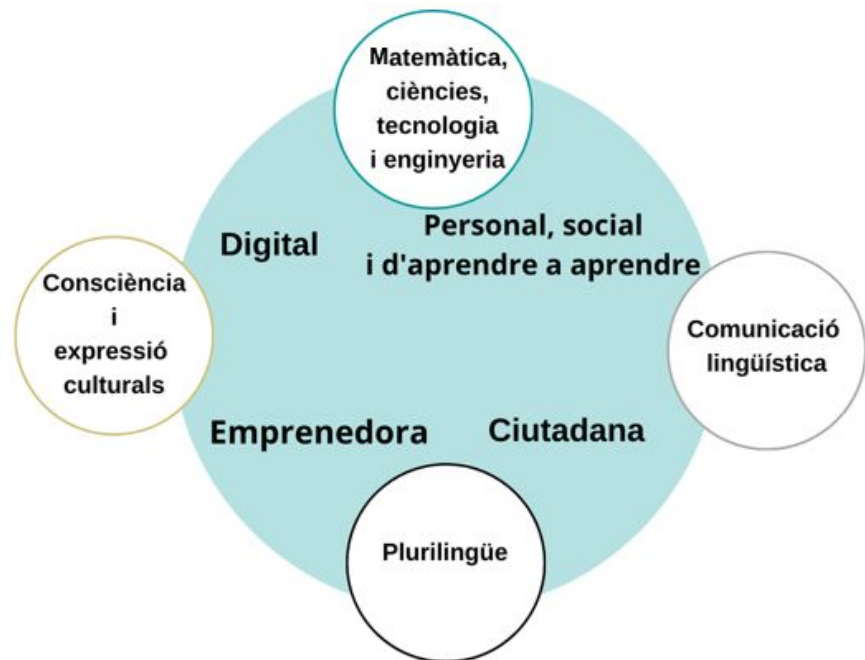 Matemàtica,
ciències,
tecnologia
i enginyeria
Digital
Personal, social
i d'aprendre a aprendre
Consciència
i
expressió
culturals
Comunicació
lingüística
Emprenedora
Ciutadana
Plurilingüe